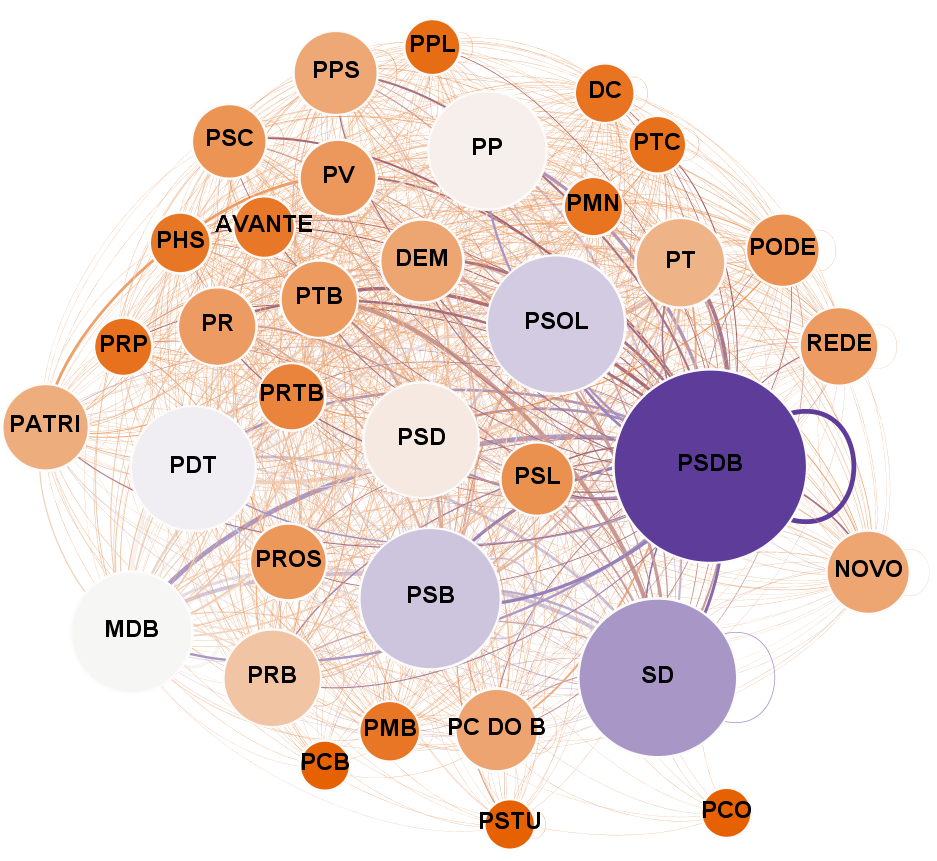 PPL
PPS
DC
PSC
PTC
PP
PV
PMN
AVANTE
PHS
PODE
DEM
PT
PTB
PR
PSOL
PRP
REDE
PRTB
PATRI
PSD
PDT
PSDB
PSL
PROS
NOVO
PSB
MDB
PRB
SD
PMB
PC DO B
PCB
PCO
PSTU